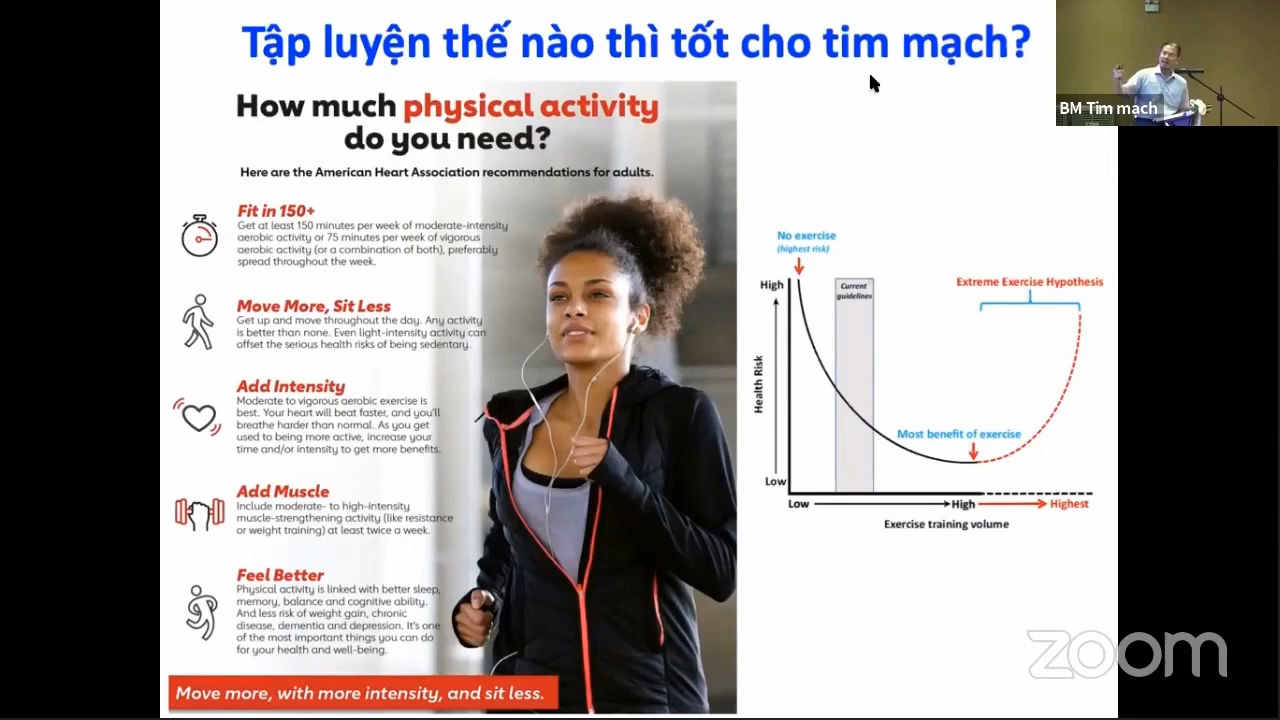 Tập luyện thế nào thì tốt cho tim mạch?
BM Tim mạch
How much physical activity
do you need?
Here are the American Heart Association recommendations for adults.
Fit in 150+
Get at least 150 minutes per week of moderate-intensity
aerobic activity or 75 minutes per week of vigorous
aerobic activity (or a combination of both), preferably
spread throughout the week.
Move More, Sit Less
Get up and move throughout the day. Any activity
is better than none. Even light-intensity activity can
offset the serious health risks of being sedentary.
Add Intensity
Moderate to vigorous aerobic exercise is
best. Your heart will beat faster, and you'll
breathe harder than normal. As you get
used to being more active, increase your
time and/or intensity to get more benefits.
Add Muscle
Include moderate- to high-intensity
muscle-strengthening activity (like resistance
or weight training) at least twice a week.
Feel Better
Physical activity is linked with better sleep,
memory, balance and cognitive ability.
And less risk of weight gain, chronic
disease, dementia and depression. It's one
of the most important things you can do
for your health and well-being.
Move more, with more intensity, and sit less.
No exercise
(highest risk)
High
Current
guidelines
Extreme Exercise Hypothesis
Health Risk
Most benefit of exercise
Low
Low
High
Highest
Exercise training volume
zoom